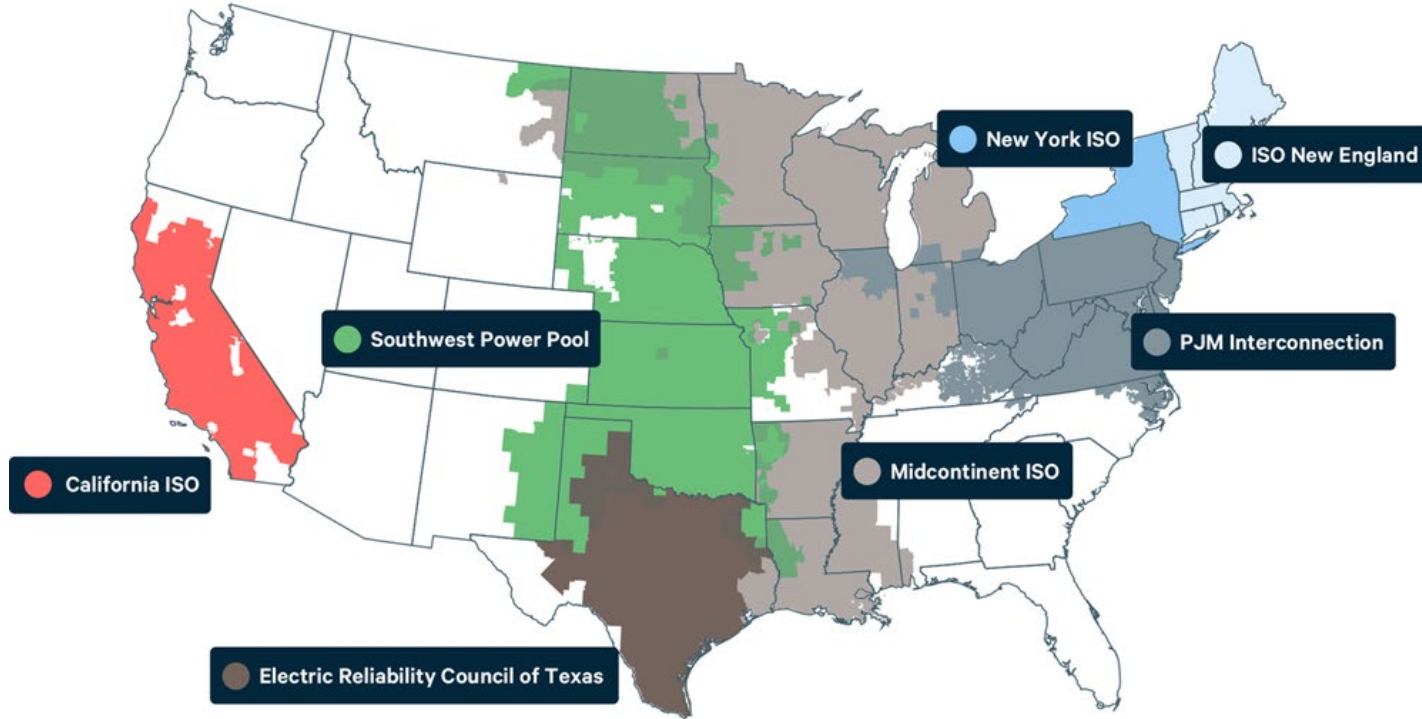 New York ISO
ISO New England
Southwest Power Pool
PJM Interconnection
California ISO
Midcontinent ISO
Electric Reliability Council of Texas